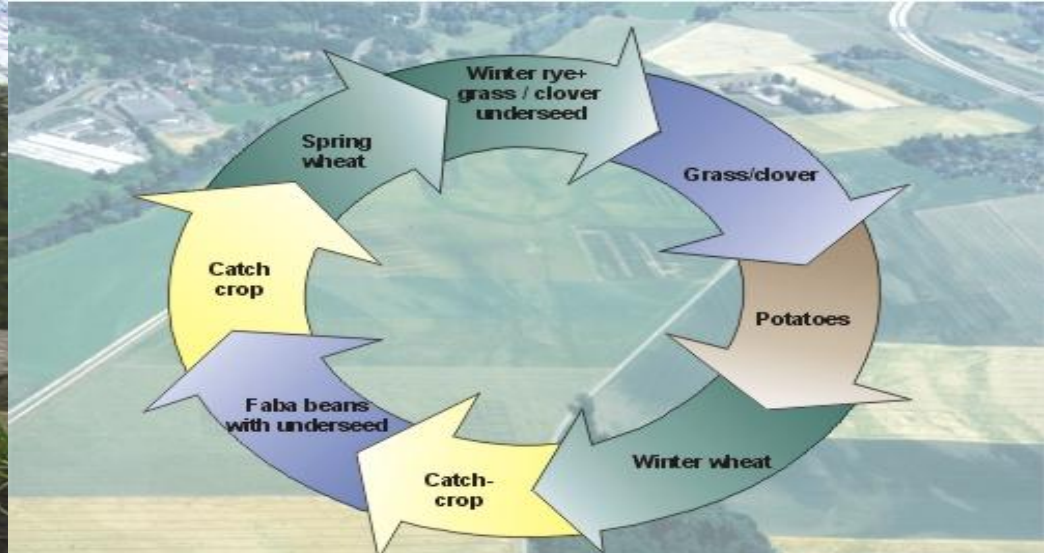 Winter rye+
grass / clover
underseed
Grass/clover
Potatoes
Winter wheat
Catch-
crop
Faba beans
with underseed
Catch
crop
Spring
wheat